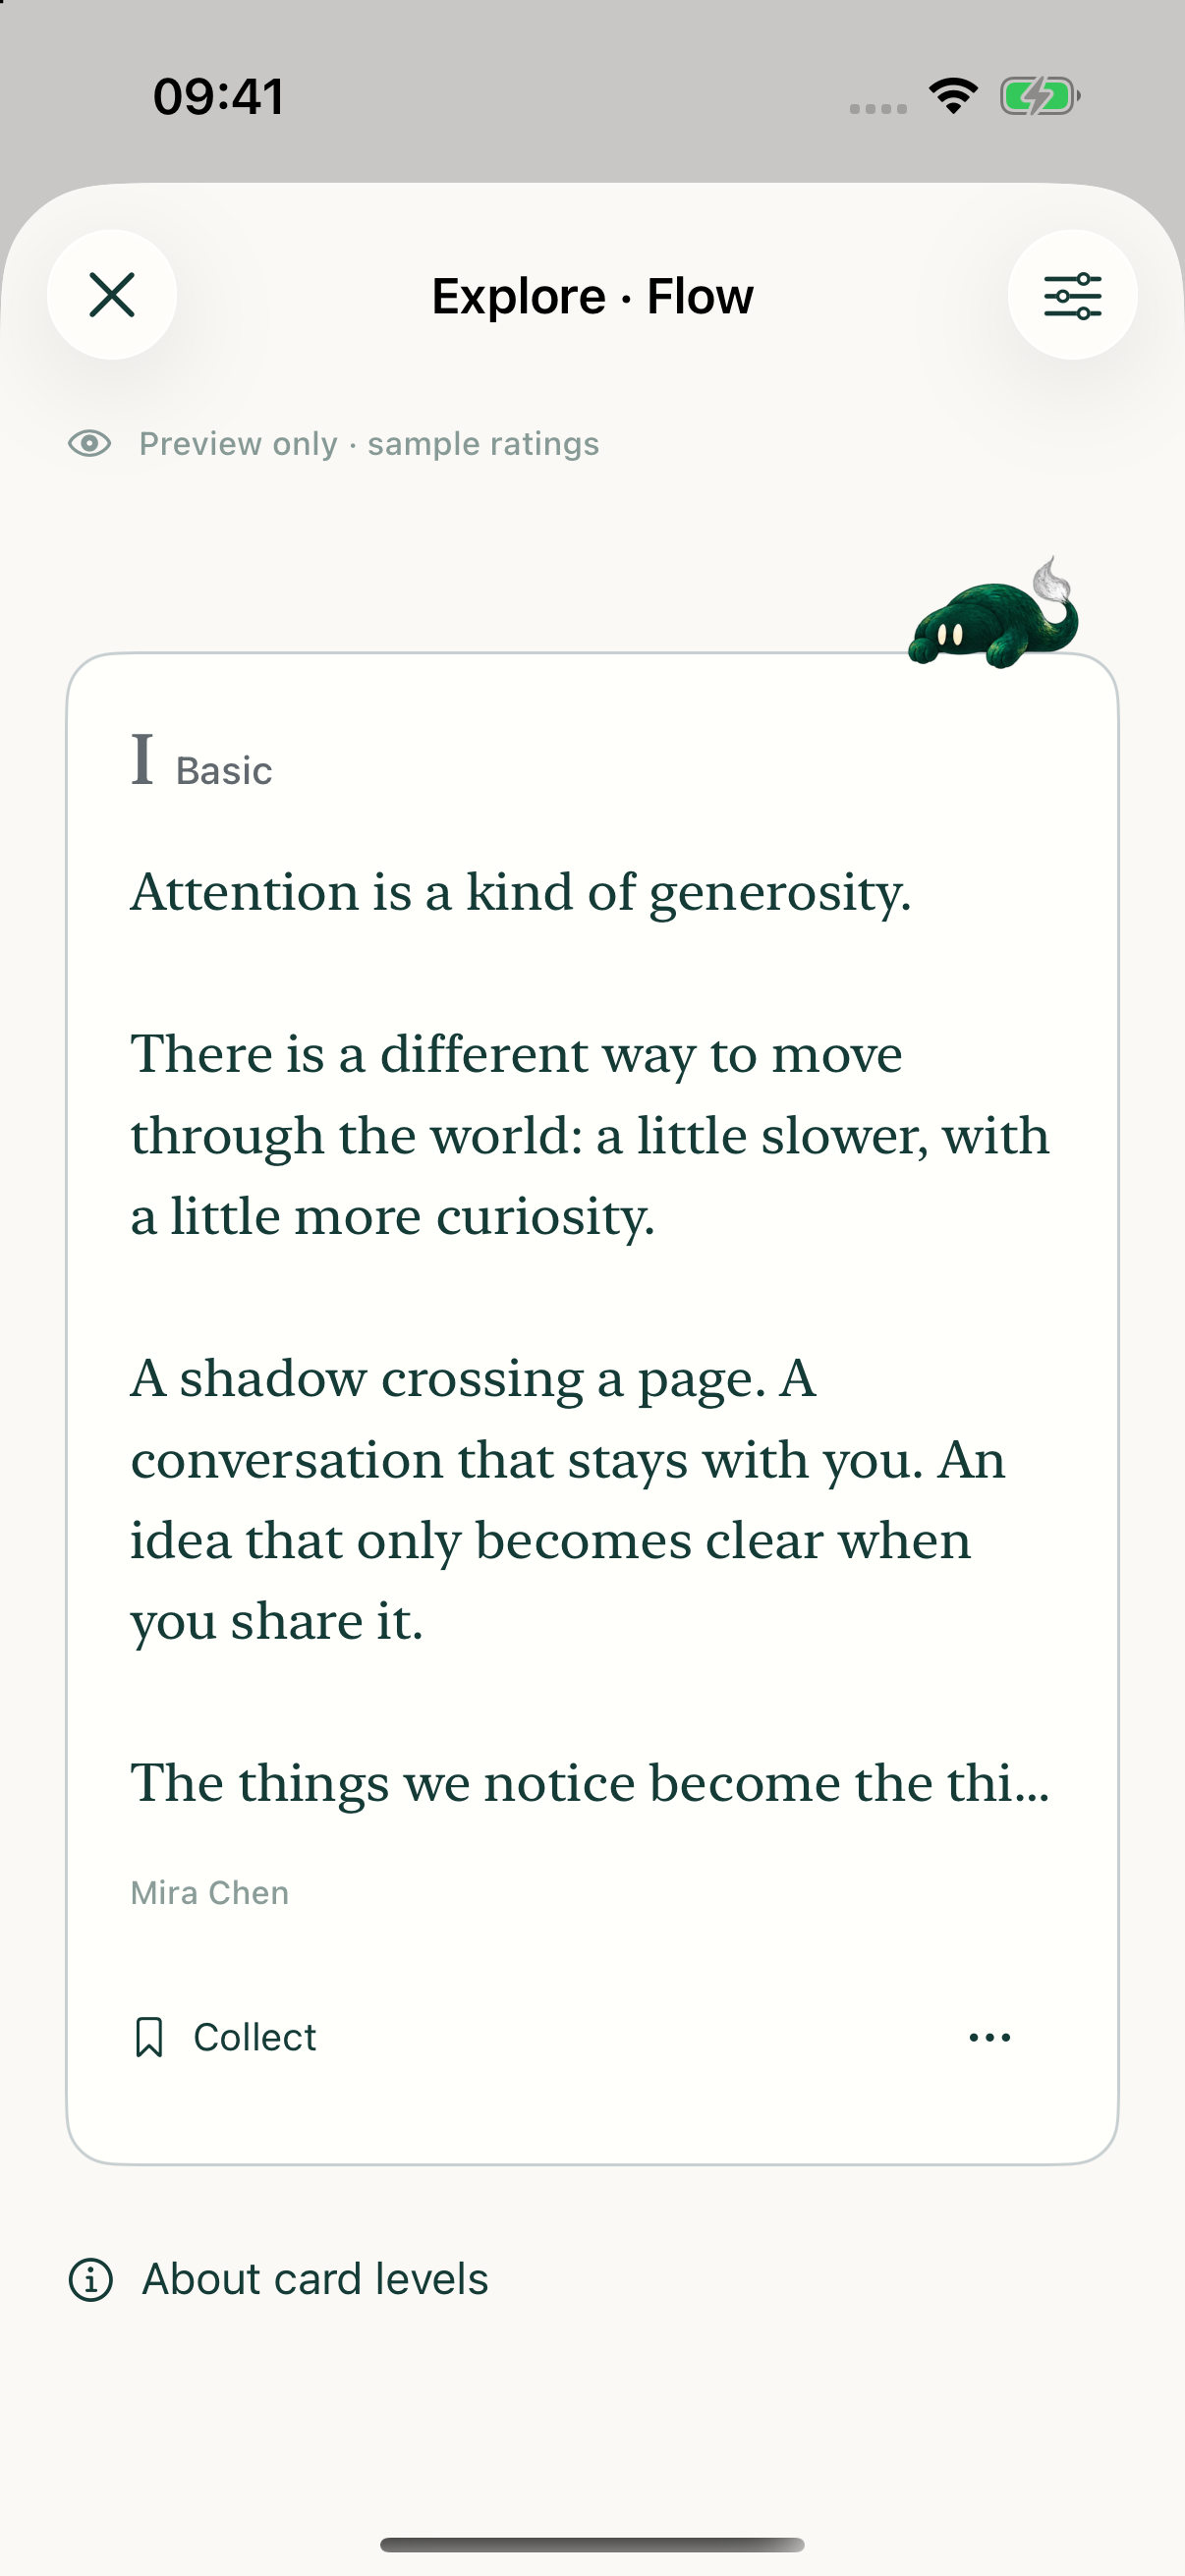 09:41
Explore · Flow
Preview only · sample ratings
I Basic
Attention is a kind of generosity.
There is a different way to move
through the world: a little slower, with
a little more curiosity.
A shadow crossing a page. A
conversation that stays with you. An
idea that only becomes clear when
you share it.
The things we notice become the thi...
Mira Chen
Collect
About card levels